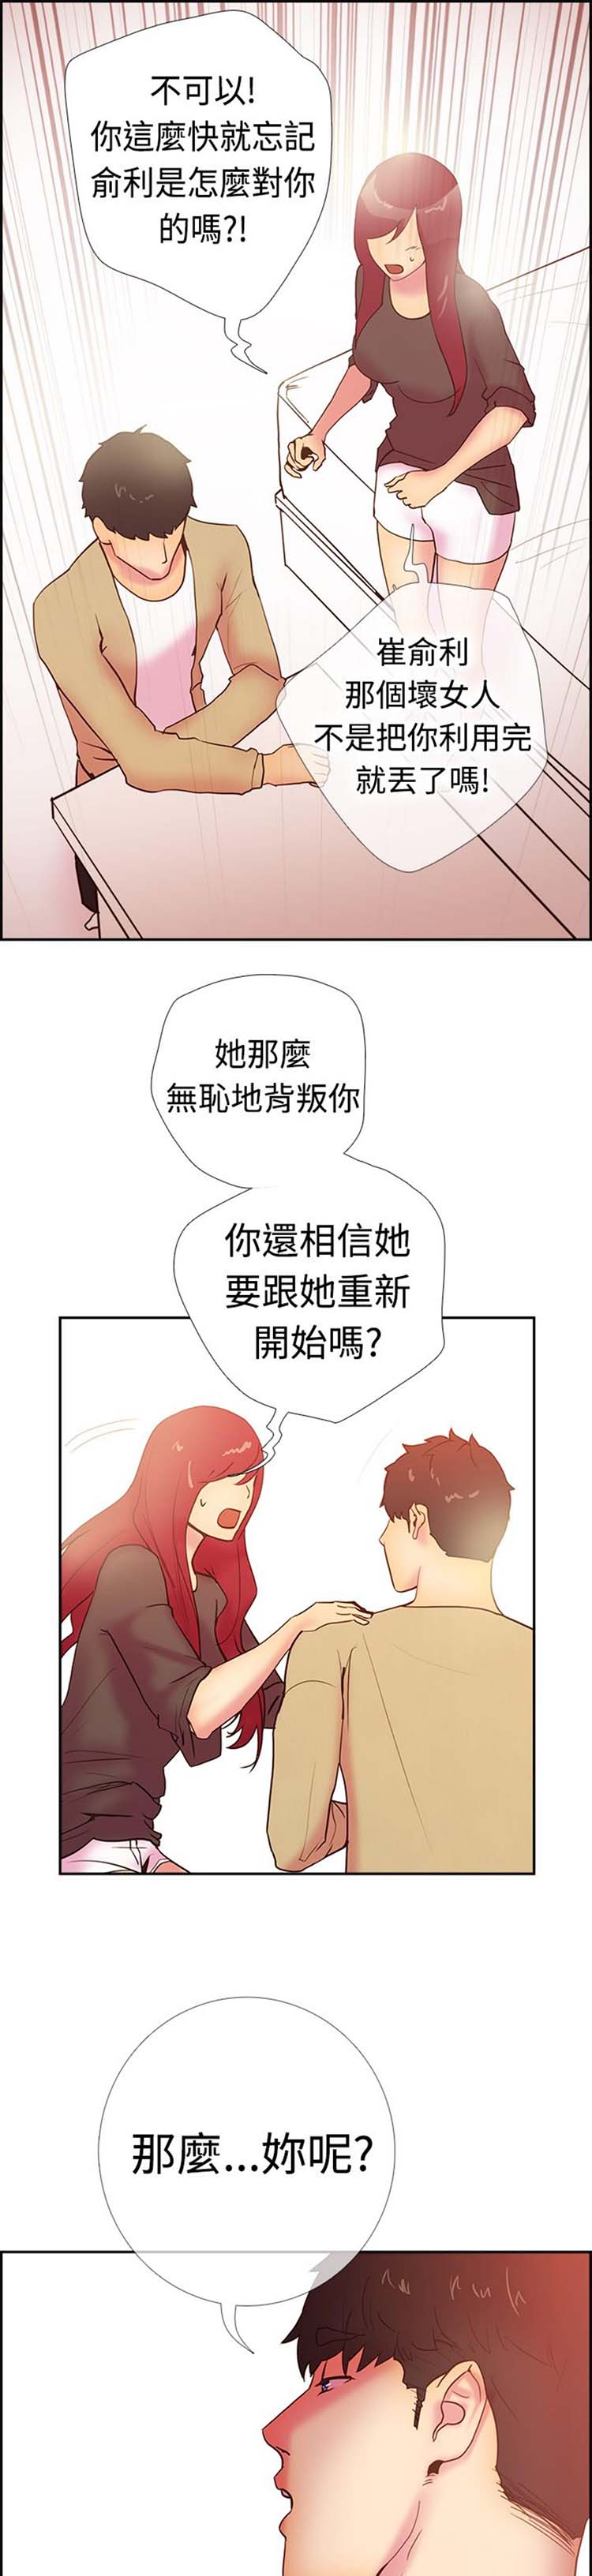 不可以!
你這麼快就忘記
俞利是怎麼對你
的嗎?!
崔俞利
那個壞女人
不是把你利用完
就丟了嗎!
她那麼
無恥地背叛你
你還相信她
要跟她重新
開始嗎?
那麼...妳呢?